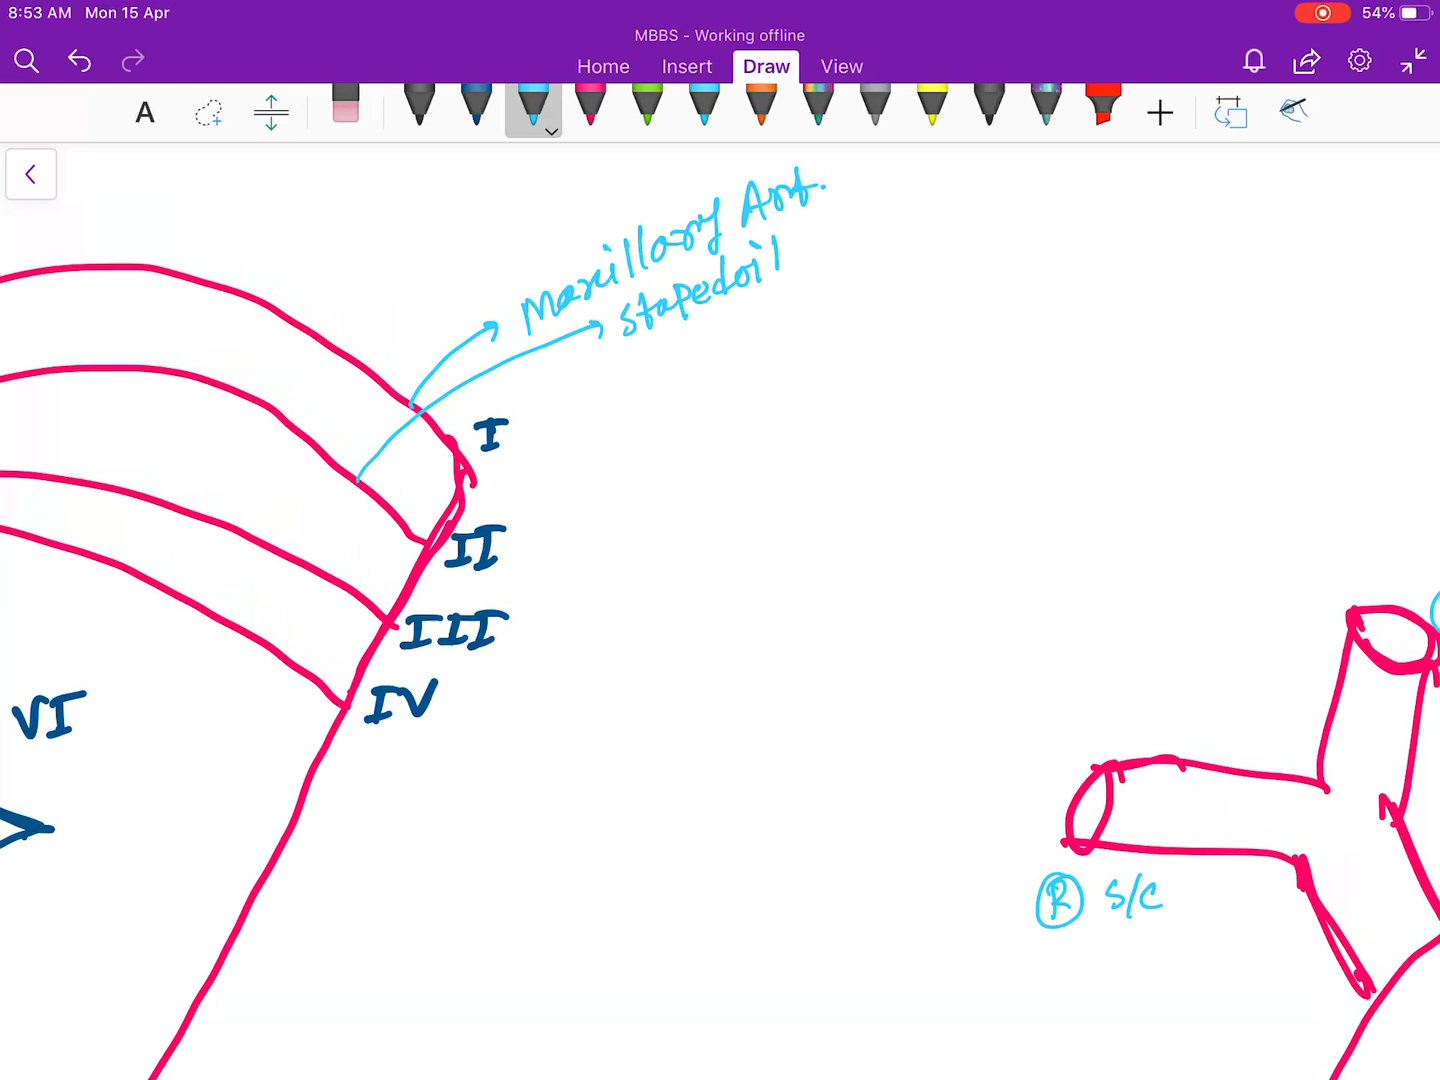 8:53 AM Mon 15 Apr
54%
MBBS - Working offline
Home Insert Draw View
A
Maxillary Art.
Stapedoil
I
II
III
IV
VI
R S/C